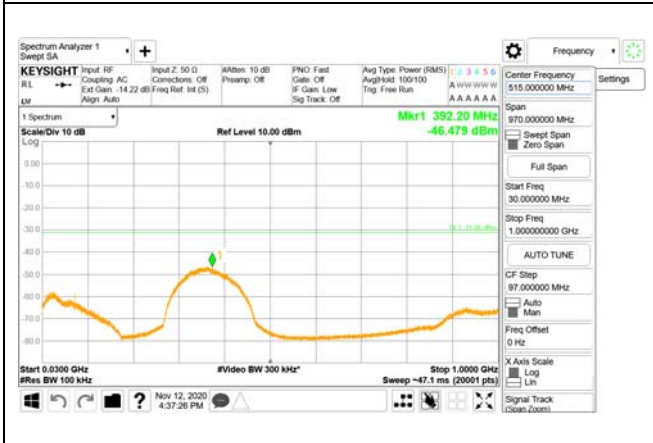 Spectrum Analyzer 1
Swept SA
+
Frequency
Settings
KEYSIGHT
RL
Input: RF
Coupling: AC
Ext Gain: -14.22 dB
Align: Auto
Input Z: 50 Ω
Corrections: Off
Freq Ref: Int (S)
#Atten: 10 dB
Preamp: Off
PNO: Fast
Gate: Off
IF Gain: Low
Sig Track: Off
Avg Type: Power (RMS)
Avg|Hold: 100/100
Trig: Free Run
1 2 3 4 5 6
A W W W W W
A A A A A A
1 Spectrum
Scale/Div 10 dB
Log
Ref Level 10.00 dBm
Mkr1 392.20 MHz
-46.479 dBm
0.00
-10.0
-20.0
-30.0
-40.0
-50.0
-60.0
-70.0
-80.0
1
Start 0.0300 GHz
#Res BW 100 kHz
#Video BW 300 kHz*
Stop 1.0000 GHz
Sweep ~47.1 ms (20001 pts)
Center Frequency
515.000000 MHz
Span
970.000000 MHz
Swept Span
Zero Span
Full Span
Start Freq
30.000000 MHz
Stop Freq
1.000000000 GHz
AUTO TUNE
CF Step
97.000000 MHz
Auto
Man
Freq Offset
0 Hz
X Axis Scale
Log
Lin
Signal Track
(Span Zoom)
?
Nov 12, 2020
4:37:26 PM